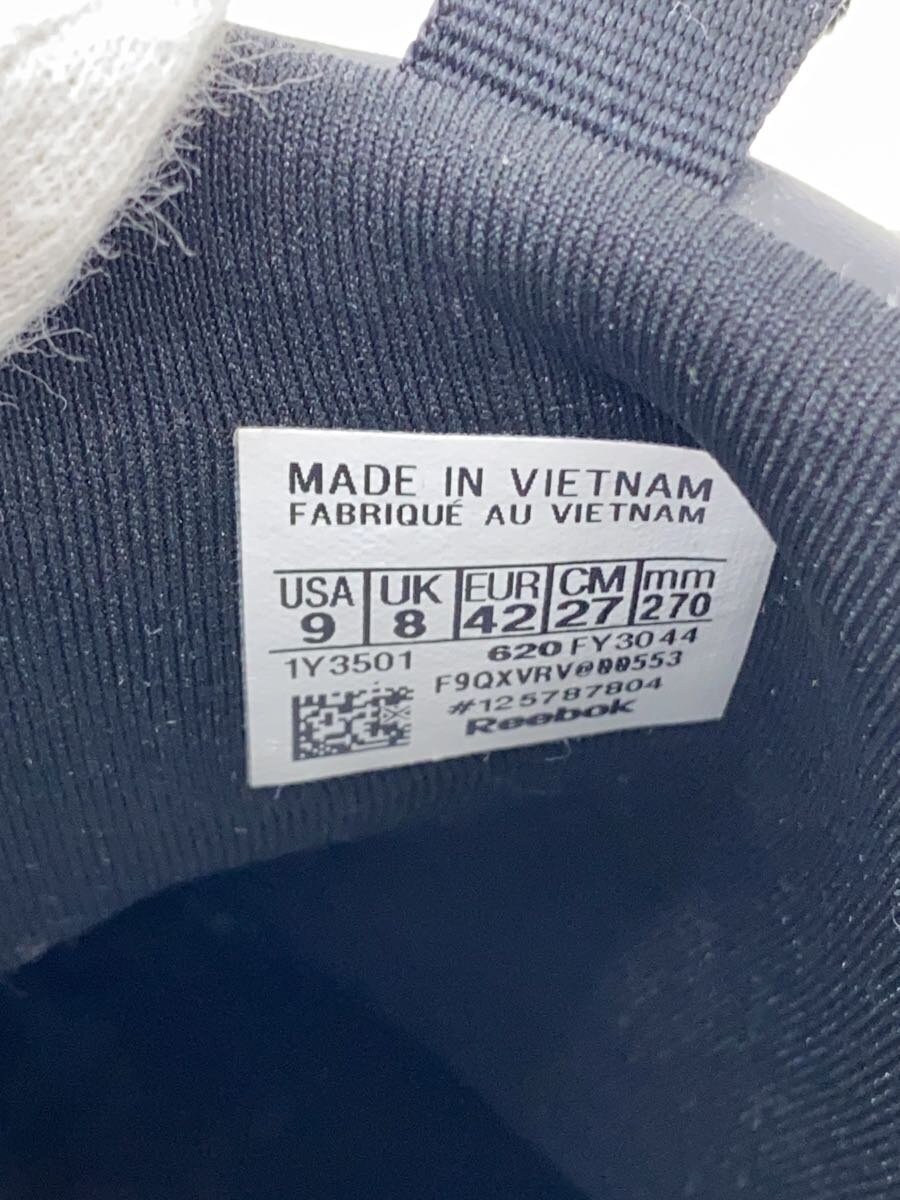 MADE IN VIETNAM
FABRIQUÉ AU VIETNAM
USA UK EUR CM mm
9 8 42 27 270
1Y3501 620 FY3044
F9QXVRV@00553
#125787804
Reebok